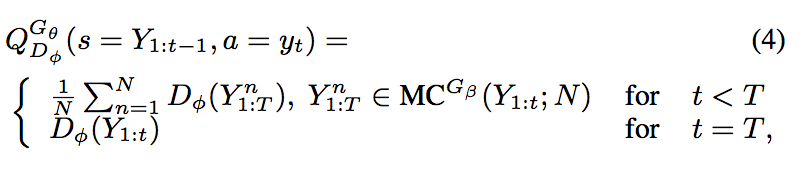 Q^{G_θ}_{D_ϕ}(s = Y_{1:t−1}, a = y_t) = (4)
{ 1/N ∑^N_{n=1} D_ϕ(Y^n_{1:T}), Y^n_{1:T} ∈ MC^{G_β}(Y_{1:t}; N) for t < T
D_ϕ(Y_{1:t}) for t = T,